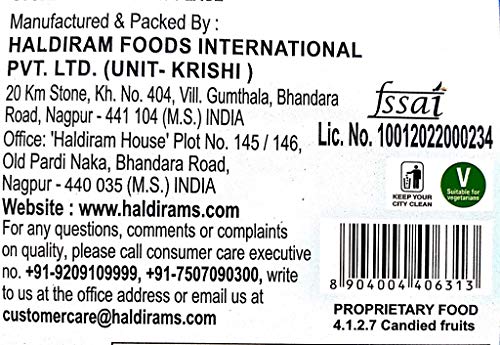 Manufactured & Packed By :
HALDIRAM FOODS INTERNATIONAL
PVT. LTD. (UNIT- KRISHI )
20 Km Stone, Kh. No. 404, Vill. Gumthala, Bhandara
Road, Nagpur - 441 104 (M.S.) INDIA
Office: 'Haldiram House' Plot No. 145 / 146,
Old Pardi Naka, Bhandara Road,
Nagpur - 440 035 (M.S.) INDIA
Website : www.haldirams.com
For any questions, comments or complaints
on quality, please call consumer care executive
no. +91-9209109999, +91-7507090300, write
to us at the office address or email us at
customercare@haldirams.com
fssai
Lic. No. 10012022000234
KEEP YOUR
CITY CLEAN
V
Suitable for
vegetarians
8 904004 406313
PROPRIETARY FOOD
4.1.2.7 Candied fruits